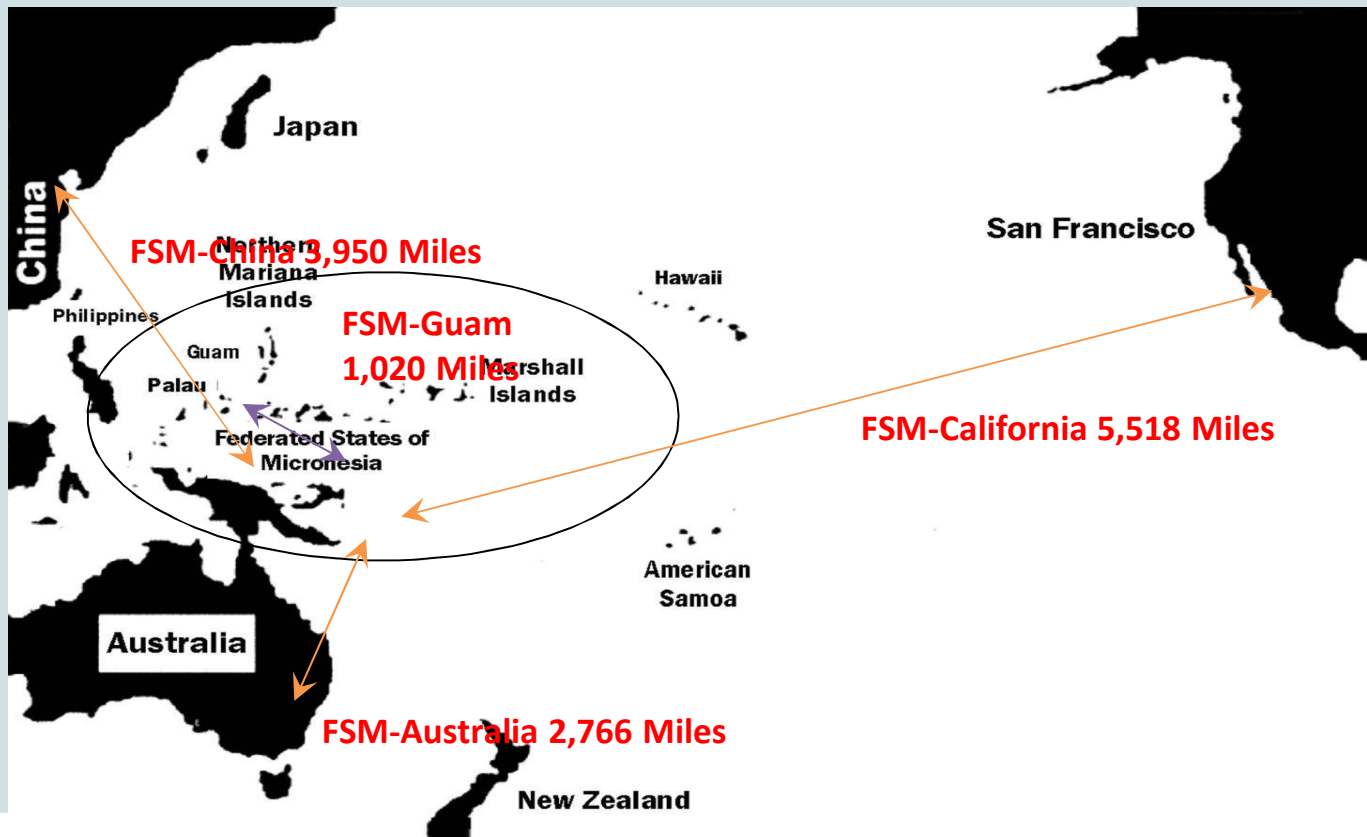 Japan
China
San Francisco
FSM-China 3,950 Miles
Northern
Mariana
Islands
Hawaii
Philippines
FSM-Guam
1,020 Miles
Guam
Marshall
Islands
Palau
FSM-California 5,518 Miles
Federated States of
Micronesia
American
Samoa
Australia
FSM-Australia 2,766 Miles
New Zealand